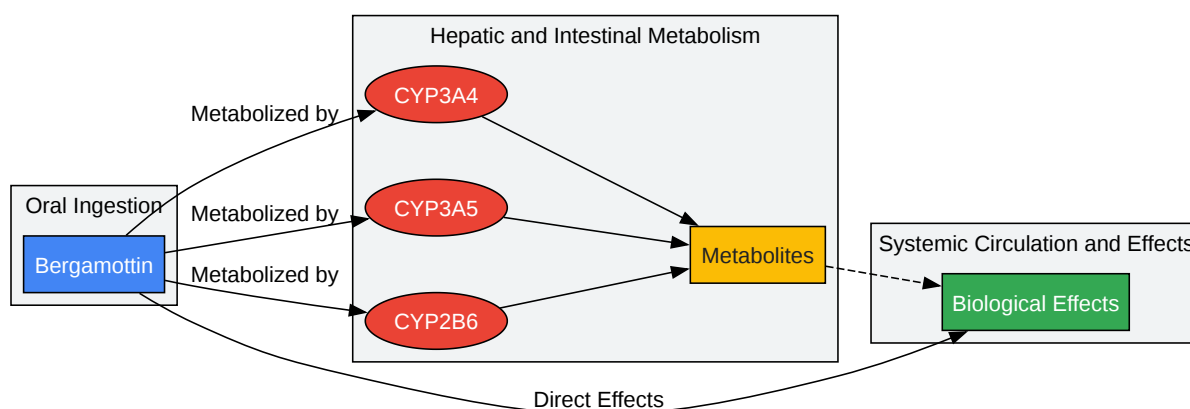 Hepatic and Intestinal Metabolism
CYP3A4
Metabolized by
Oral Ingestion
CYP3A5
Metabolized by
Bergamottin
Metabolites
Systemic Circulation and Effects
Metabolized by
CYP2B6
Biological Effects
Direct Effects